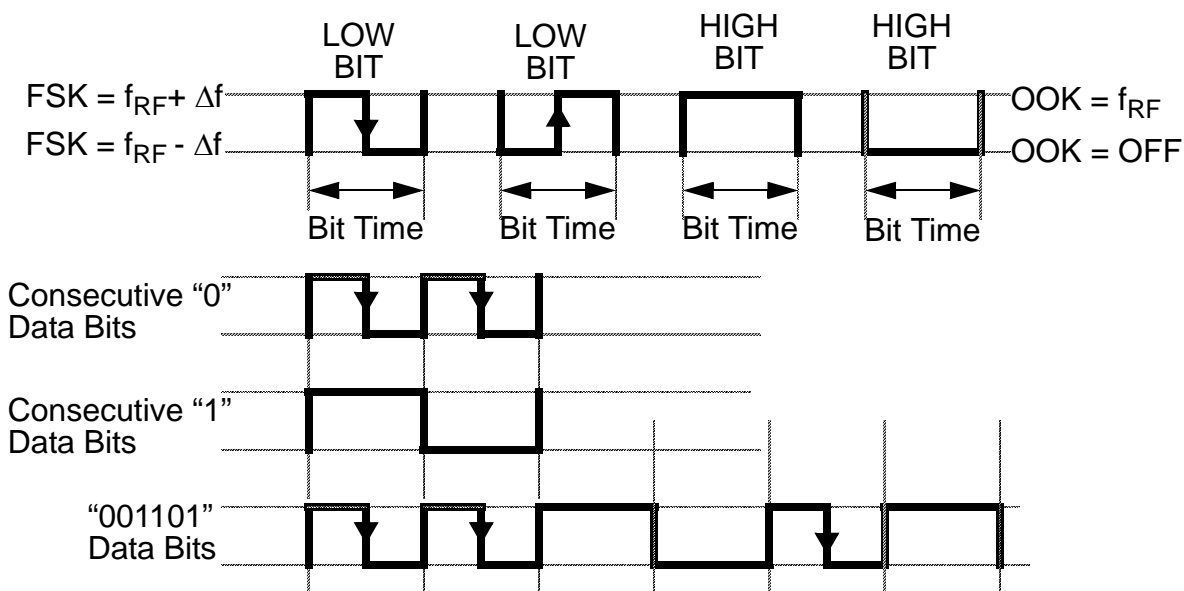 LOW
BIT
LOW
BIT
HIGH
BIT
HIGH
BIT
FSK = fRF+ Δf
OOK = fRF
FSK = fRF - Δf
OOK = OFF
Bit Time
Bit Time
Bit Time
Bit Time
Consecutive “0”
Data Bits
Consecutive “1”
Data Bits
“001101”
Data Bits